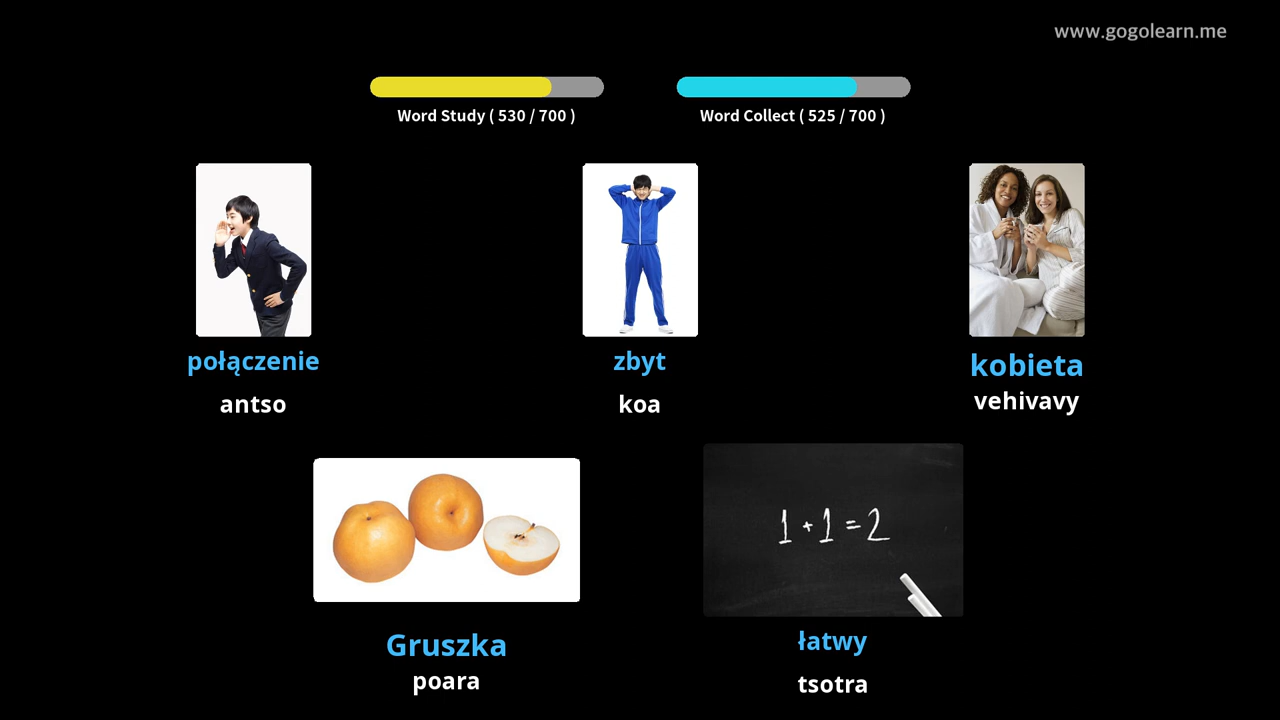 www.gogolearn.me
Word Study ( 530 / 700 )
Word Collect ( 525 / 700 )
połączenie
antso
zbyt
koa
kobieta
vehivavy
1 + 1 = 2
Gruszka
poara
łatwy
tsotra